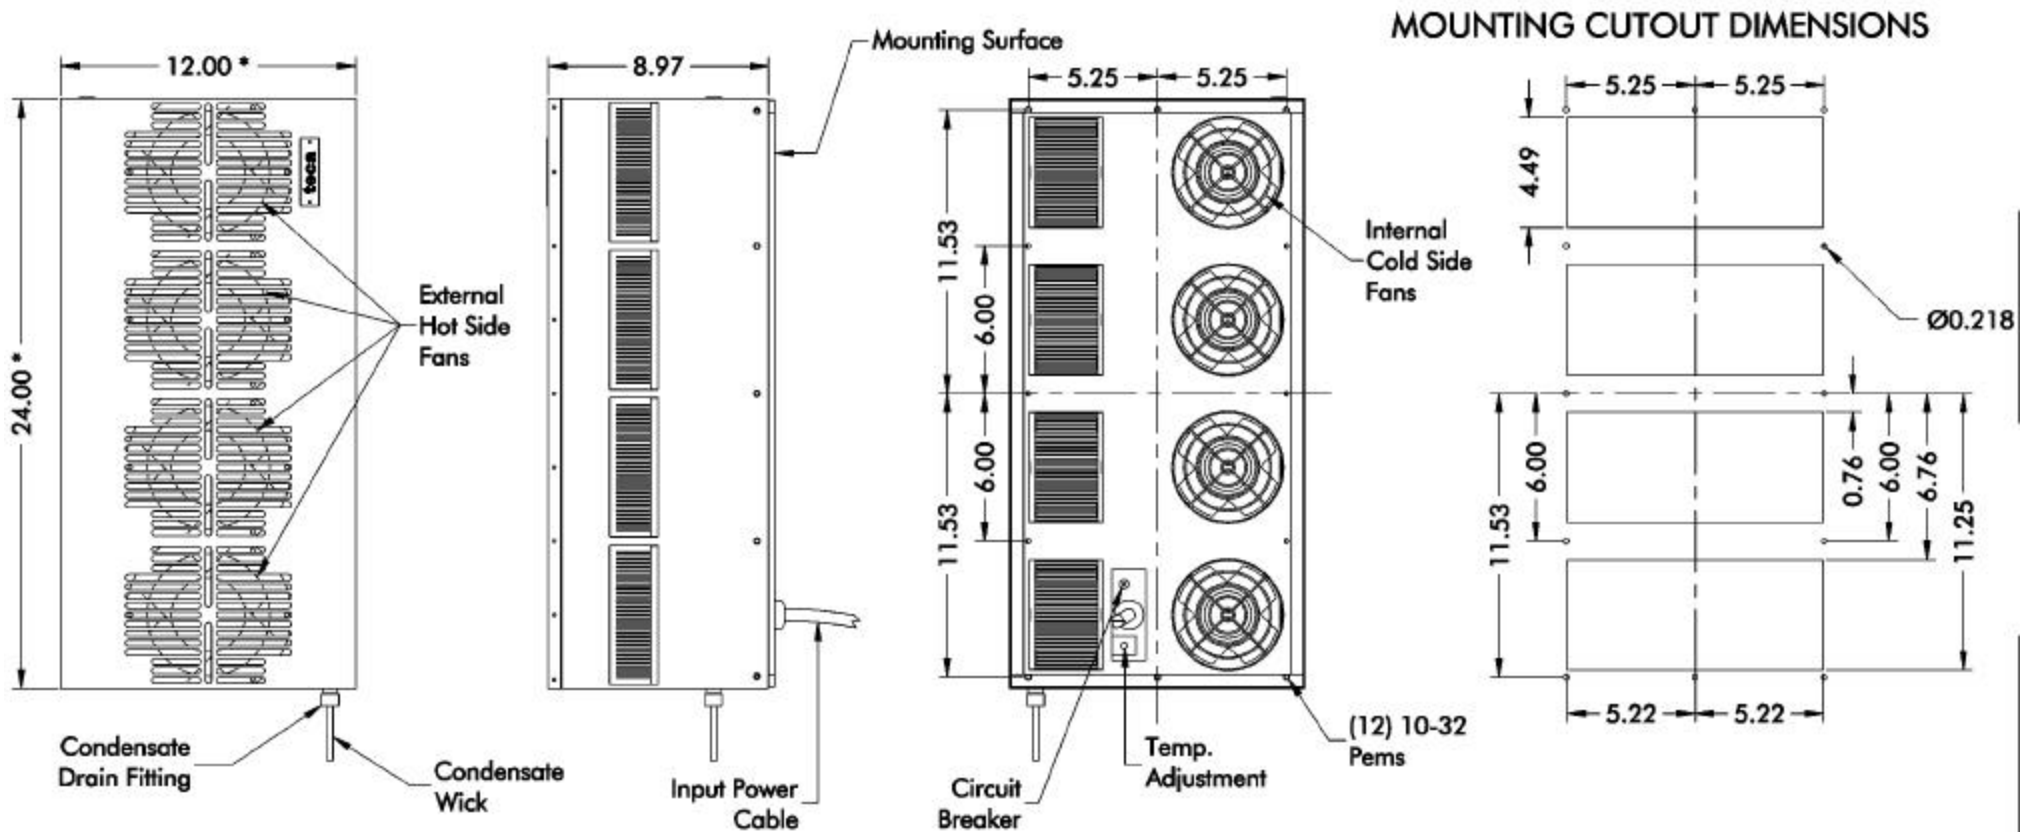 MOUNTING CUTOUT DIMENSIONS
12.00 *
24.00 *
teca
External
Hot Side
Fans
Condensate
Drain Fitting
Condensate
Wick
8.97
Mounting Surface
Input Power
Cable
5.25
5.25
11.53
6.00
6.00
11.53
Internal
Cold Side
Fans
Circuit
Breaker
Temp.
Adjustment
(12) 10-32
Pems
5.25
5.25
4.49
Ø0.218
11.53
6.00
0.76
6.00
6.76
11.25
5.22
5.22